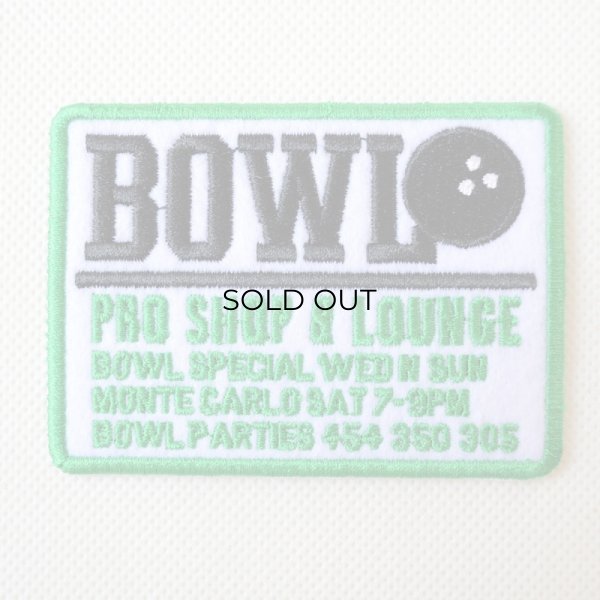 BOWL
PRO SHOP & LOUNGE
SOLD OUT
BOWL SPECIAL WED N SUN
MONTE CARLO SAT 7-9PM
BOWL PARTIES 454 350 305